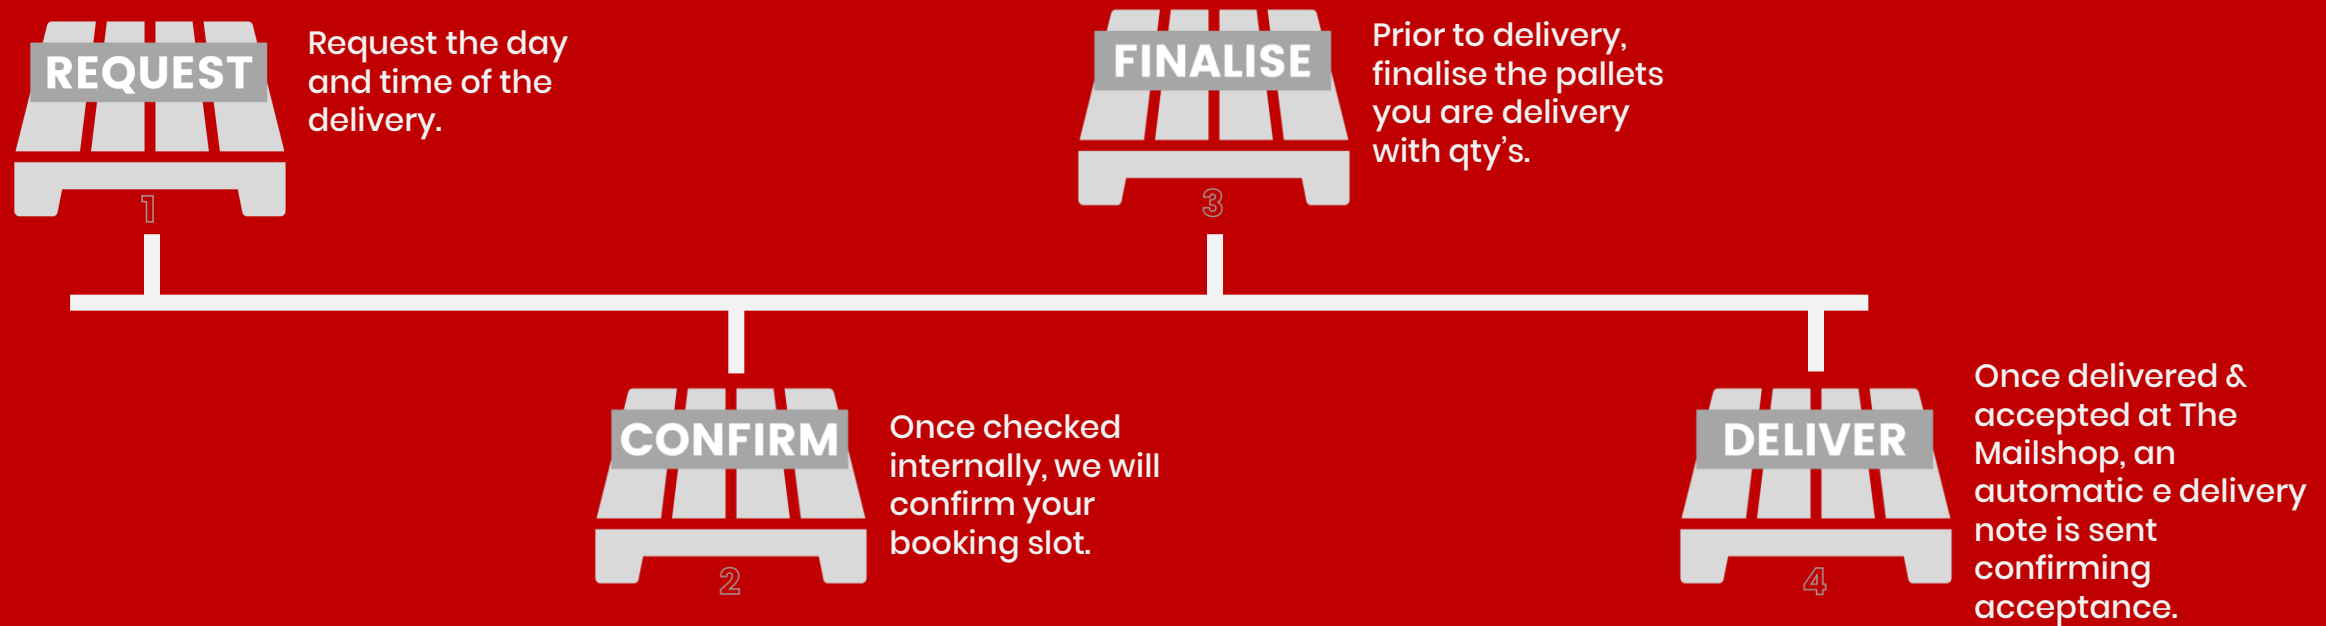 REQUEST
Request the day
and time of the
delivery.
1
CONFIRM
Once checked
internally, we will
confirm your
booking slot.
2
FINALISE
Prior to delivery,
finalise the pallets
you are delivery
with qty’s.
3
DELIVER
Once delivered &
accepted at The
Mailshop, an
automatic e delivery
note is sent
confirming
acceptance.
4